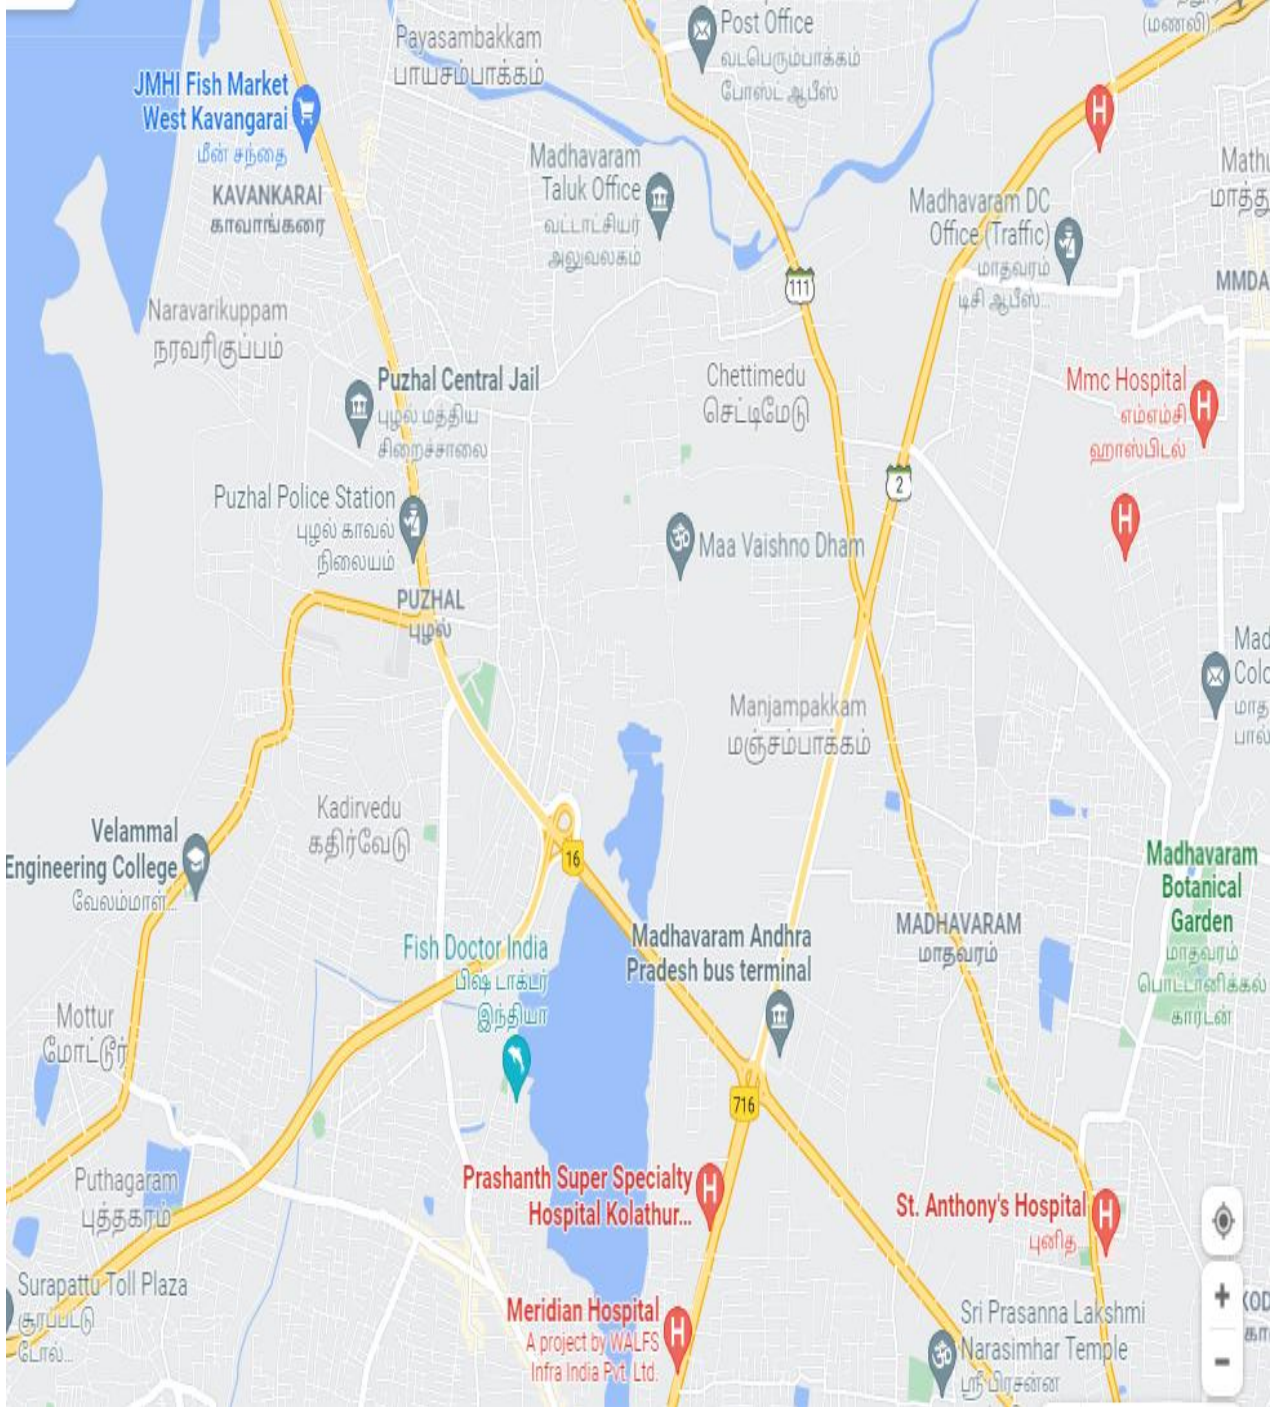 Payasambakkam
பாயசம்பாக்கம்
Post Office
வடபெரும்பாக்கம்
போஸ்ட் ஆபீஸ்
(மணலி)...
JMHI Fish Market
West Kavangarai
மீன் சந்தை
KAVANKARAI
காவாங்கரை
Madhavaram
Taluk Office
வட்டாட்சியர்
அலுவலகம்
Madhavaram DC
Office (Traffic)
மாதவரம்
டிசி ஆபீஸ்...
Mathu
மாத்து
MMDA
111
Naravarikuppam
நரவரிகுப்பம்
Puzhal Central Jail
புழல் மத்திய
சிறைச்சாலை
Chettimedu
செட்டிமேடு
Mmc Hospital
எம்எம்சி
ஹாஸ்பிடல்
2
Puzhal Police Station
புழல் காவல்
நிலையம்
Maa Vaishno Dham
PUZHAL
புழல்
Mad
Colo
மாத
பால்
Manjampakkam
மஞ்சம்பாக்கம்
Kadirvedu
கதிர்வேடு
Velammal
Engineering College
வேலம்மாள்...
16
Madhavaram
Botanical
Garden
மாதவரம்
பொட்டானிக்கல்
கார்டன்
Fish Doctor India
பிஷ் டாக்டர்
இந்தியா
Madhavaram Andhra
Pradesh bus terminal
MADHAVARAM
மாதவரம்
Mottur
மோட்டூர்
716
Puthagaram
புத்தகரம்
Prashanth Super Specialty
Hospital Kolathur...
St. Anthony's Hospital
புனித
Surapattu Toll Plaza
சூரப்பட்டு
டோல்...
Meridian Hospital
A project by WALFS
Infra India Pvt. Ltd.
Sri Prasanna Lakshmi
Narasimhar Temple
ஸ்ரீ பிரசன்ன
KOD